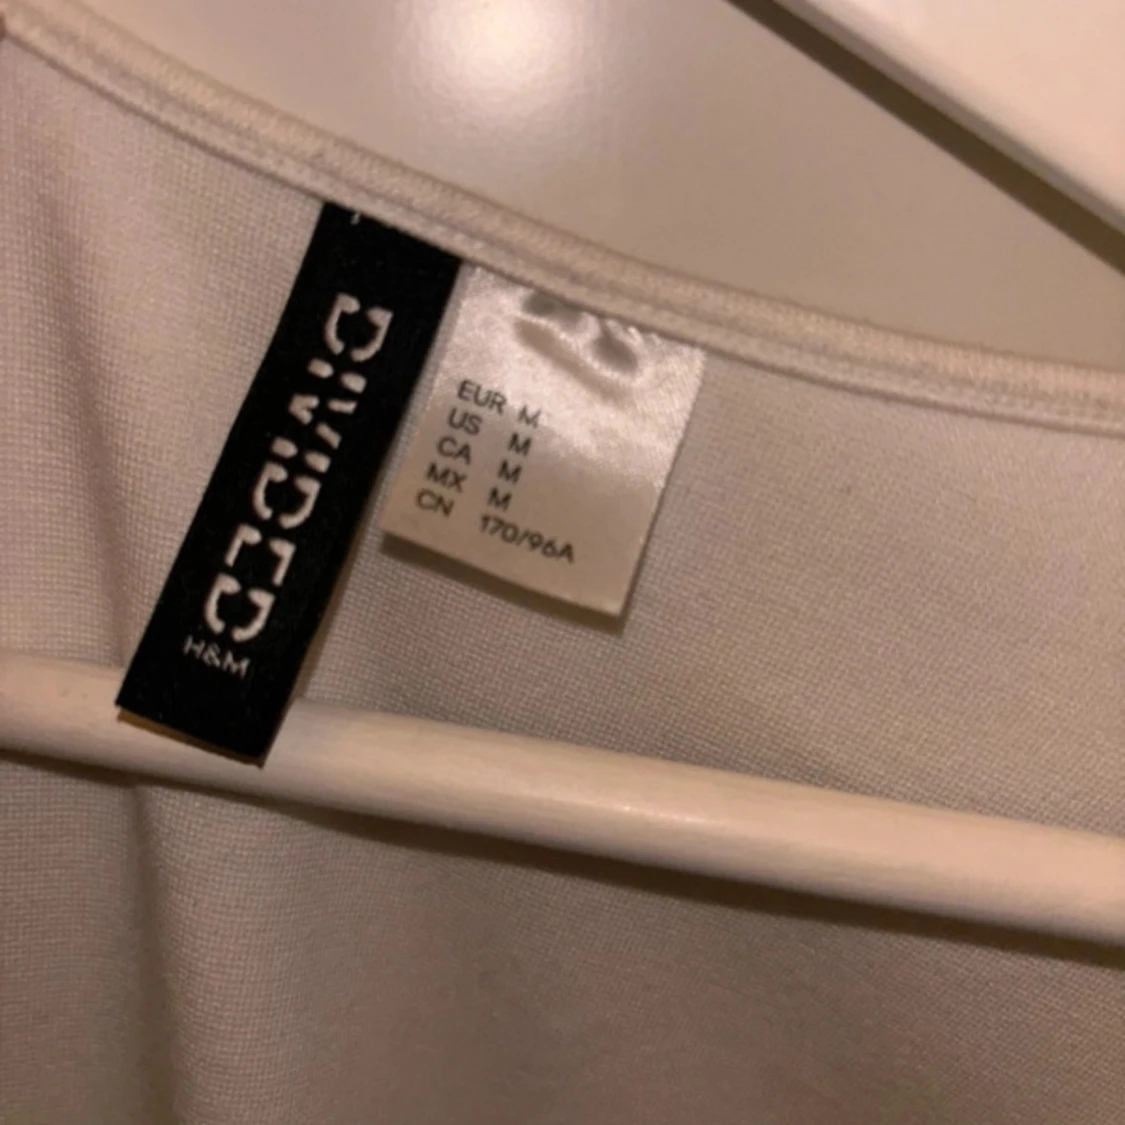 DIVIDED
H&M
EUR M
US M
CA M
MX M
CN 170/96A